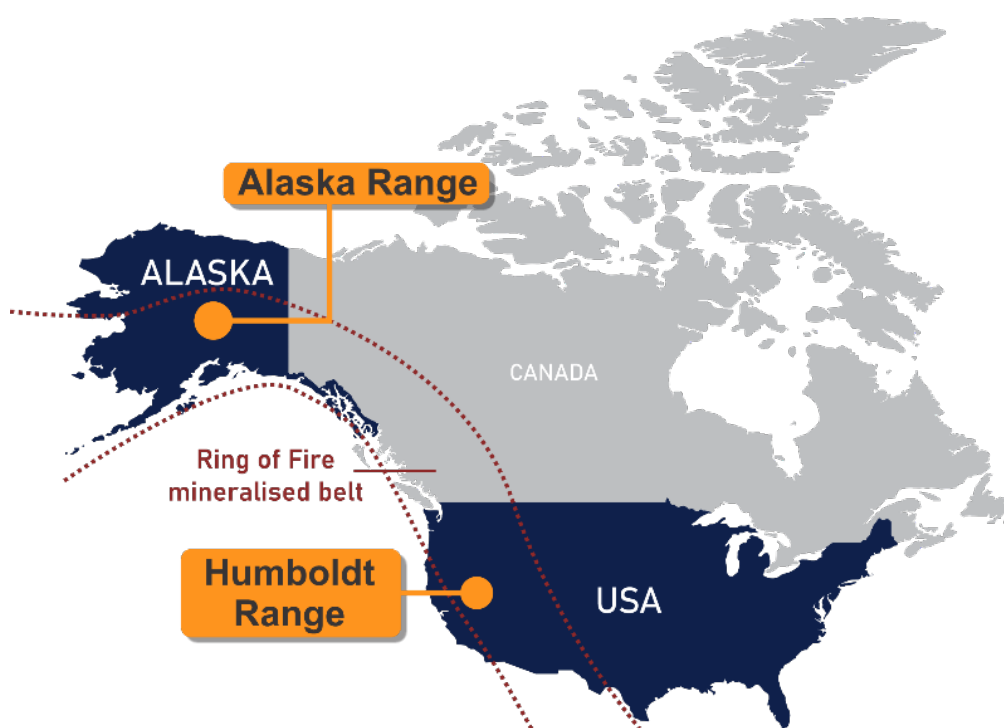 Alaska Range
ALASKA
CANADA
Ring of Fire
mineralised belt
Humboldt
Range
USA